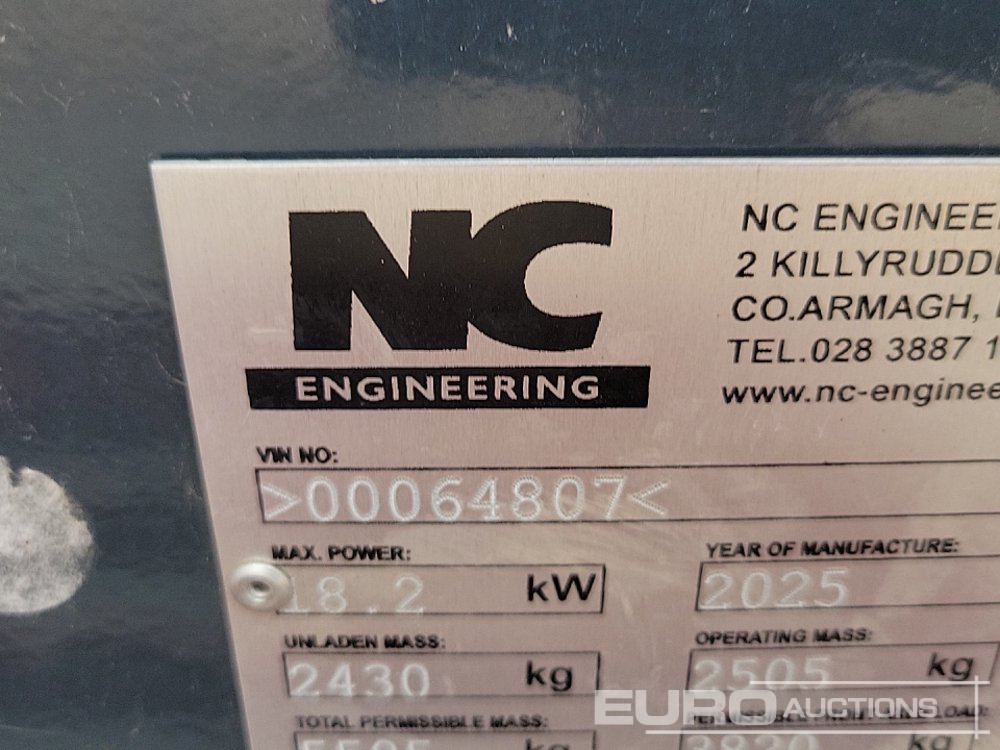 NC
ENGINEERING
NC ENGINEE
2 KILLYRUDD
CO.ARMAGH,
TEL.028 3887 1
www.nc-enginee
VIN NO:
>00064807<
MAX. POWER:
18.2 kW
YEAR OF MANUFACTURE:
2025
UNLADEN MASS:
2430 kg
OPERATING MASS:
2505 kg
TOTAL PERMISSIBLE MASS:
kg
kg
EURO AUCTIONS